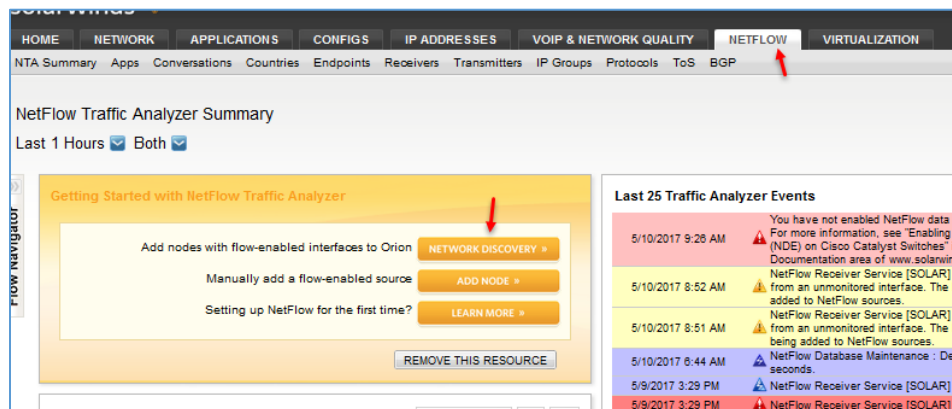 solarwinds
HOME NETWORK APPLICATIONS CONFIGS IP ADDRESSES VOIP & NETWORK QUALITY NETFLOW VIRTUALIZATION
NTA Summary Apps Conversations Countries Endpoints Receivers Transmitters IP Groups Protocols ToS BGP
NetFlow Traffic Analyzer Summary
Last 1 Hours Both
Flow Navigator
Getting Started with NetFlow Traffic Analyzer
Add nodes with flow-enabled interfaces to Orion NETWORK DISCOVERY »
Manually add a flow-enabled source ADD NODE »
Setting up NetFlow for the first time? LEARN MORE »
REMOVE THIS RESOURCE
Last 25 Traffic Analyzer Events
You have not enabled NetFlow data
5/10/2017 9:26 AM For more information, see "Enabling
(NDE) on Cisco Catalyst Switches"
Documentation area of www.solarwin
NetFlow Receiver Service [SOLAR]
5/10/2017 8:52 AM from an unmonitored interface. The
added to NetFlow sources.
NetFlow Receiver Service [SOLAR]
5/10/2017 8:51 AM from an unmonitored interface. The
being added to NetFlow sources.
5/10/2017 6:44 AM NetFlow Database Maintenance : De
seconds.
5/9/2017 3:29 PM NetFlow Receiver Service [SOLAR]
5/9/2017 3:29 PM NetFlow Receiver Service [SOLAR]